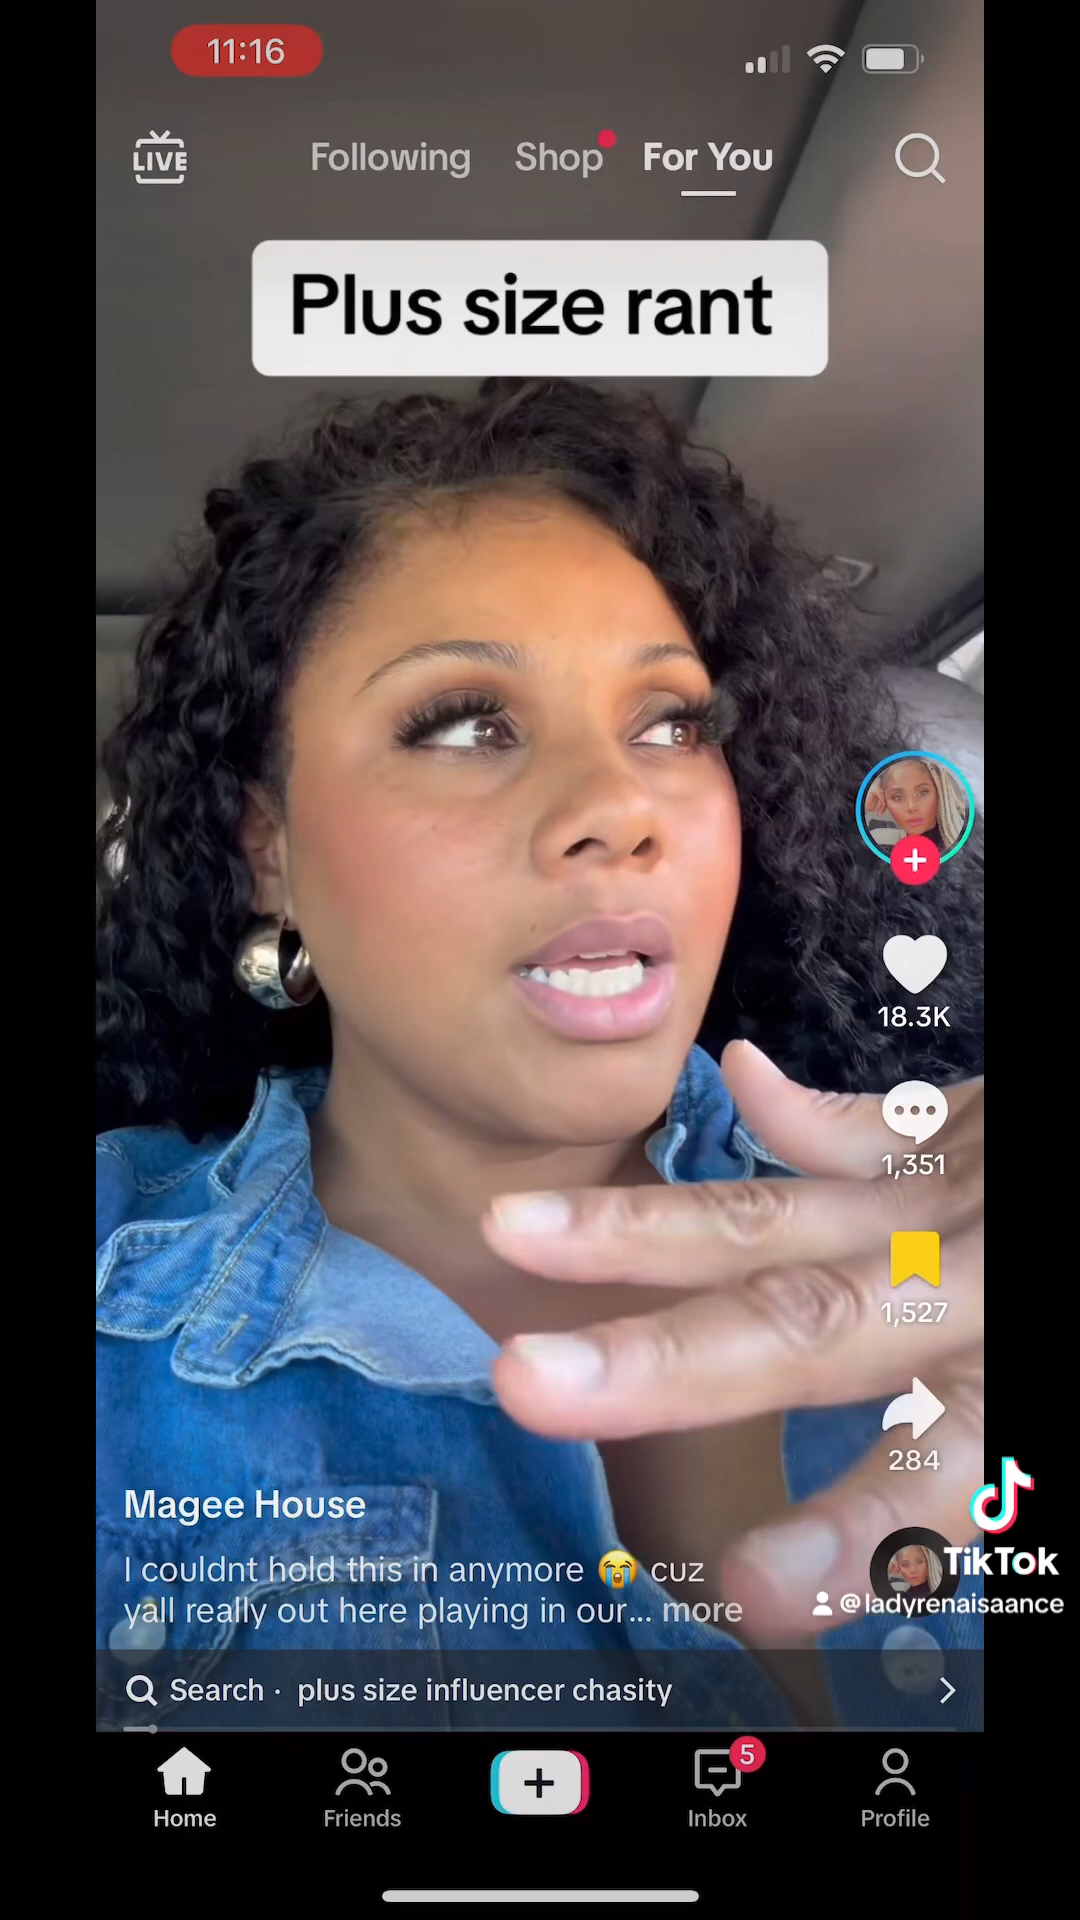 11:16
LIVE
Following
Shop
For You
Plus size rant
18.3K
1,351
1,527
284
Magee House
I couldnt hold this in anymore 😭 cuz
yall really out here playing in our... more
TikTok
@ladyrenaisaance
Search · plus size influencer chasity
5
Home
Friends
Inbox
Profile